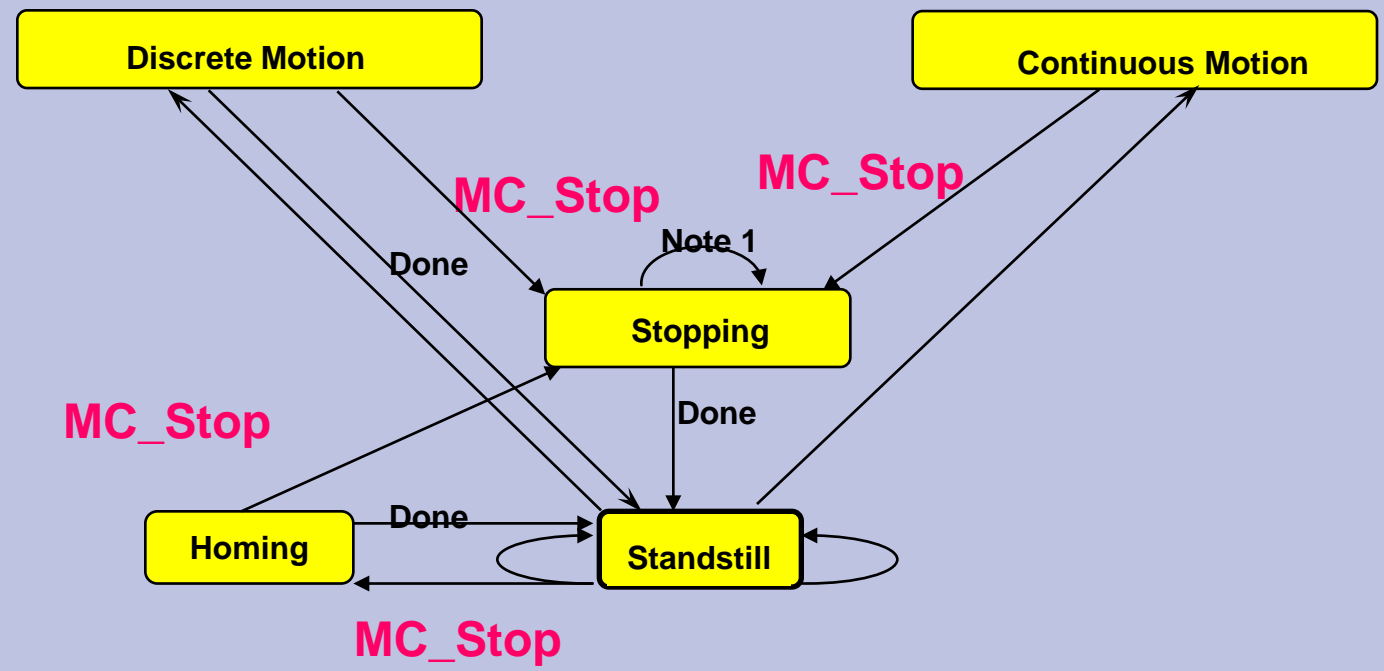 Discrete Motion
Continuous Motion
MC_Stop
MC_Stop
Note 1
Done
Stopping
MC_Stop
Done
Done
Homing
Standstill
MC_Stop